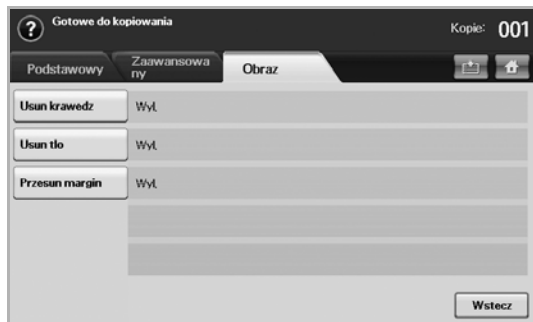 ? Gotowe do kopiowania
Kopie: 001
Podstawowy
Zaawansowa
ny
Obraz
Usun krawedz Wył.
Usun tlo Wył.
Przesun margin Wył.
Wstecz